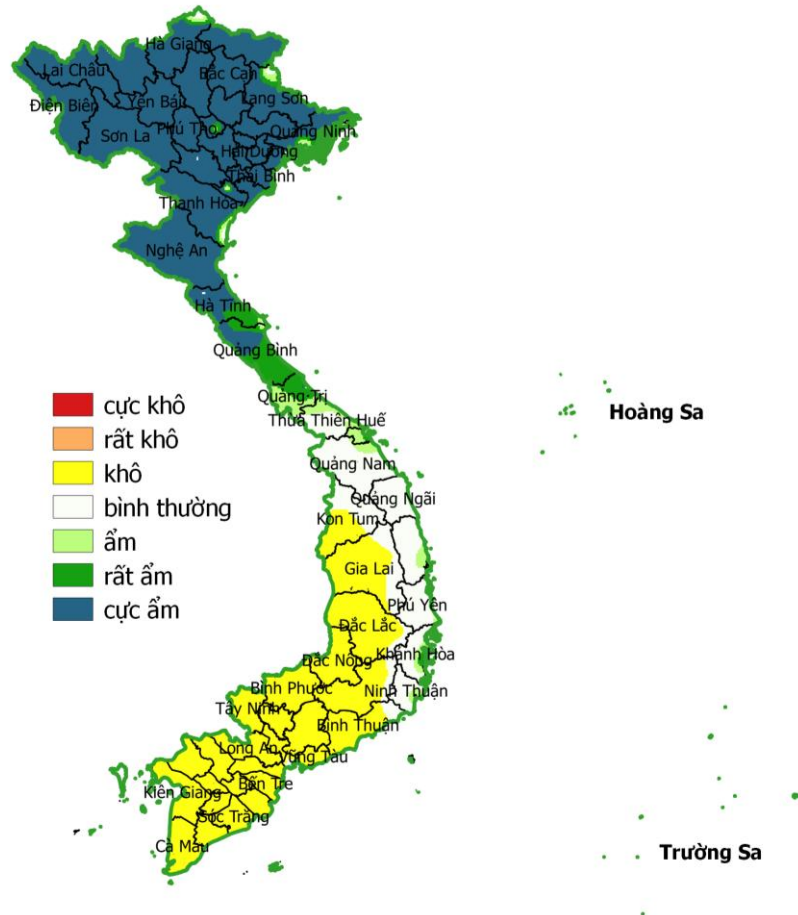 Hà Giang
Lai Châu
Bắc Cạn
Điện Biên
Yên Bái
Lạng Sơn
Phú Thọ
Sơn La
Quảng Ninh
Hải Dương
Thái Bình
Thanh Hóa
Nghệ An
Hà Tĩnh
Quảng Bình
Quảng Trị
Thừa Thiên Huế
Hoàng Sa
Quảng Nam
Quảng Ngãi
Kon Tum
Gia Lai
Phú Yên
Đắc Lắc
Khánh Hòa
Đắc Nông
Bình Phước
Ninh Thuận
Tây Ninh
Bình Thuận
Long An
Vũng Tàu
Bến Tre
Kiên Giang
Sóc Trăng
Cà Mau
Trường Sa
cực khô
rất khô
khô
bình thường
ẩm
rất ẩm
cực ẩm